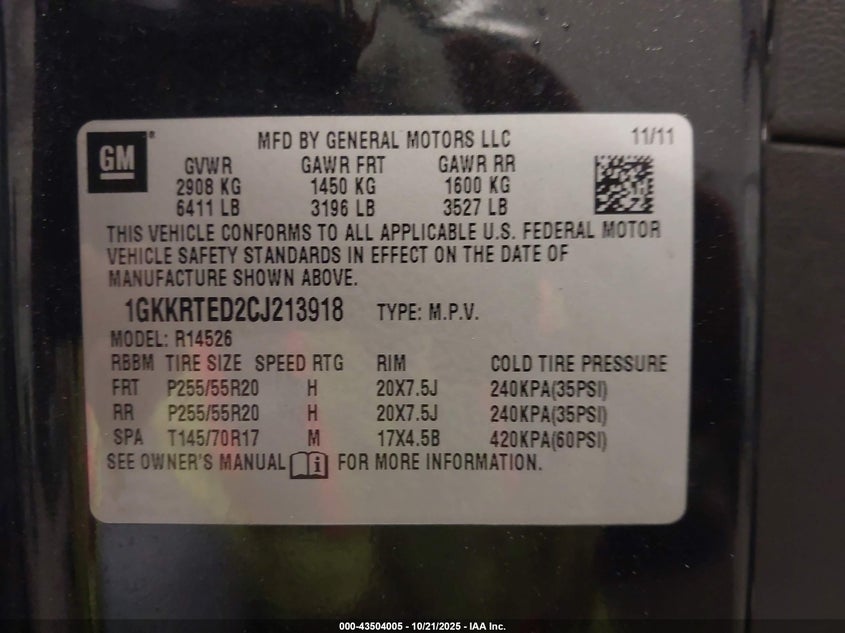 GM
MFD BY GENERAL MOTORS LLC 11/11
GVWR GAWR FRT GAWR RR
2908 KG 1450 KG 1600 KG
6411 LB 3196 LB 3527 LB
THIS VEHICLE CONFORMS TO ALL APPLICABLE U.S. FEDERAL MOTOR
VEHICLE SAFETY STANDARDS IN EFFECT ON THE DATE OF
MANUFACTURE SHOWN ABOVE.
1GKKRTED2CJ213918 TYPE: M.P.V.
MODEL: R14526
RBBM TIRE SIZE SPEED RTG RIM COLD TIRE PRESSURE
FRT P255/55R20 H 20X7.5J 240KPA(35PSI)
RR P255/55R20 H 20X7.5J 240KPA(35PSI)
SPA T145/70R17 M 17X4.5B 420KPA(60PSI)
SEE OWNER'S MANUAL FOR MORE INFORMATION.
000-43504005 - 10/21/2025 - IAA Inc.